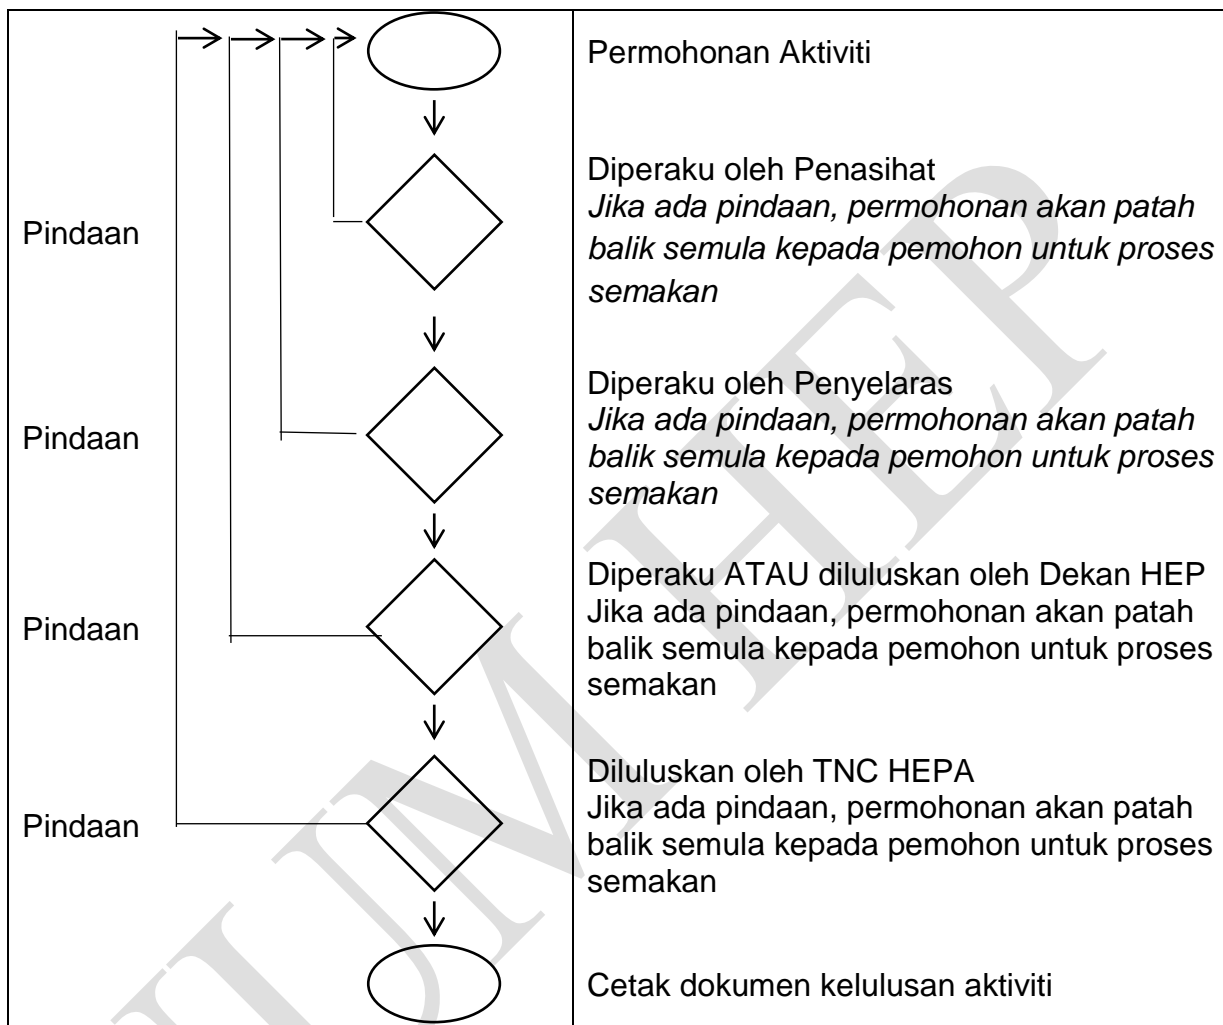 Permohonan Aktiviti
Diperaku oleh Penasihat
Jika ada pindaan, permohonan akan patah
balik semula kepada pemohon untuk proses
semakan
Pindaan
Diperaku oleh Penyelaras
Jika ada pindaan, permohonan akan patah
balik semula kepada pemohon untuk proses
semakan
Pindaan
Diperaku ATAU diluluskan oleh Dekan HEP
Jika ada pindaan, permohonan akan patah
balik semula kepada pemohon untuk proses
semakan
Pindaan
Diluluskan oleh TNC HEPA
Jika ada pindaan, permohonan akan patah
balik semula kepada pemohon untuk proses
semakan
Pindaan
Cetak dokumen kelulusan aktiviti
HEP